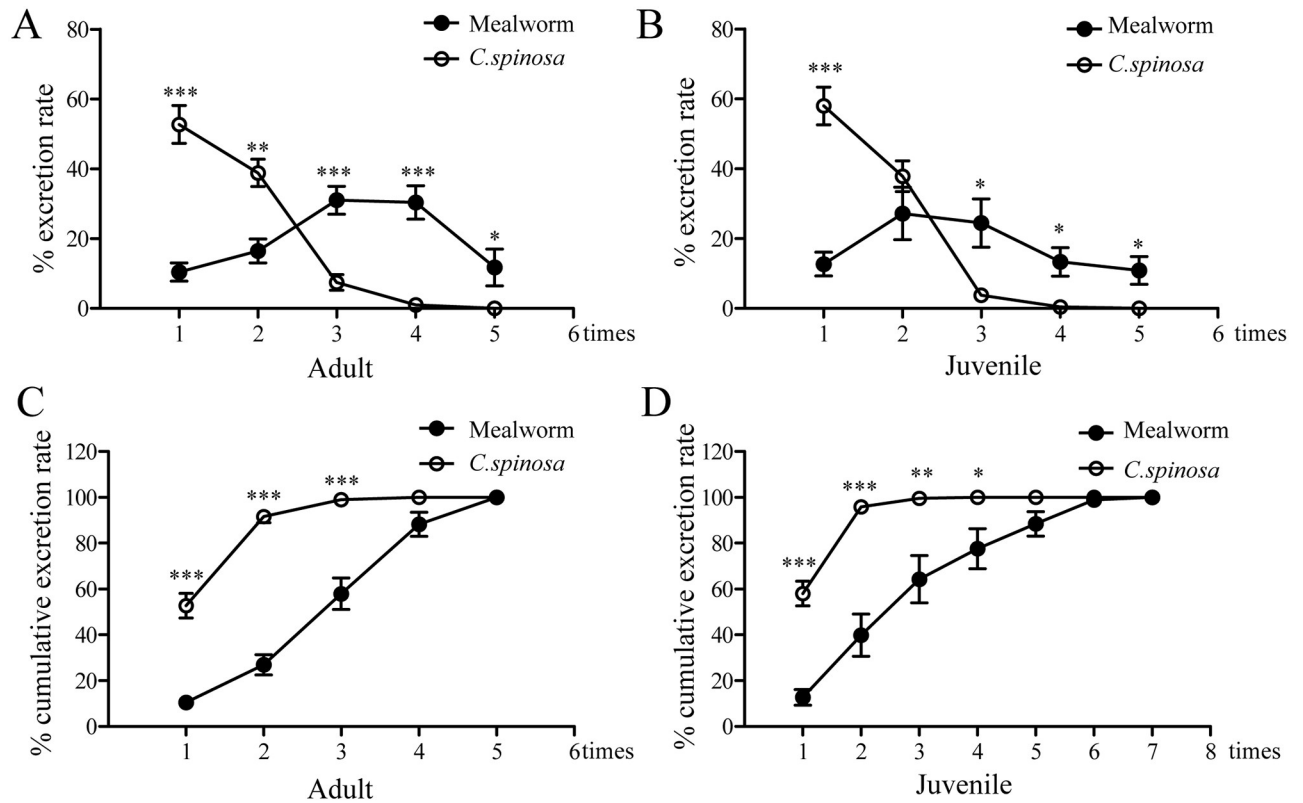 A
Mealworm
C.spinosa
% excretion rate
80
60
40
20
0
***
**
***
***
*
1 2 3 4 5 6 times
Adult
B
Mealworm
C.spinosa
% excretion rate
80
60
40
20
0
***
*
*
*
1 2 3 4 5 6 times
Juvenile
C
Mealworm
C.spinosa
% cumulative excretion rate
120
100
80
60
40
20
0
***
***
***
1 2 3 4 5 6 times
Adult
D
Mealworm
C.spinosa
% cumulative excretion rate
120
100
80
60
40
20
0
***
***
**
*
1 2 3 4 5 6 7 8 times
Juvenile